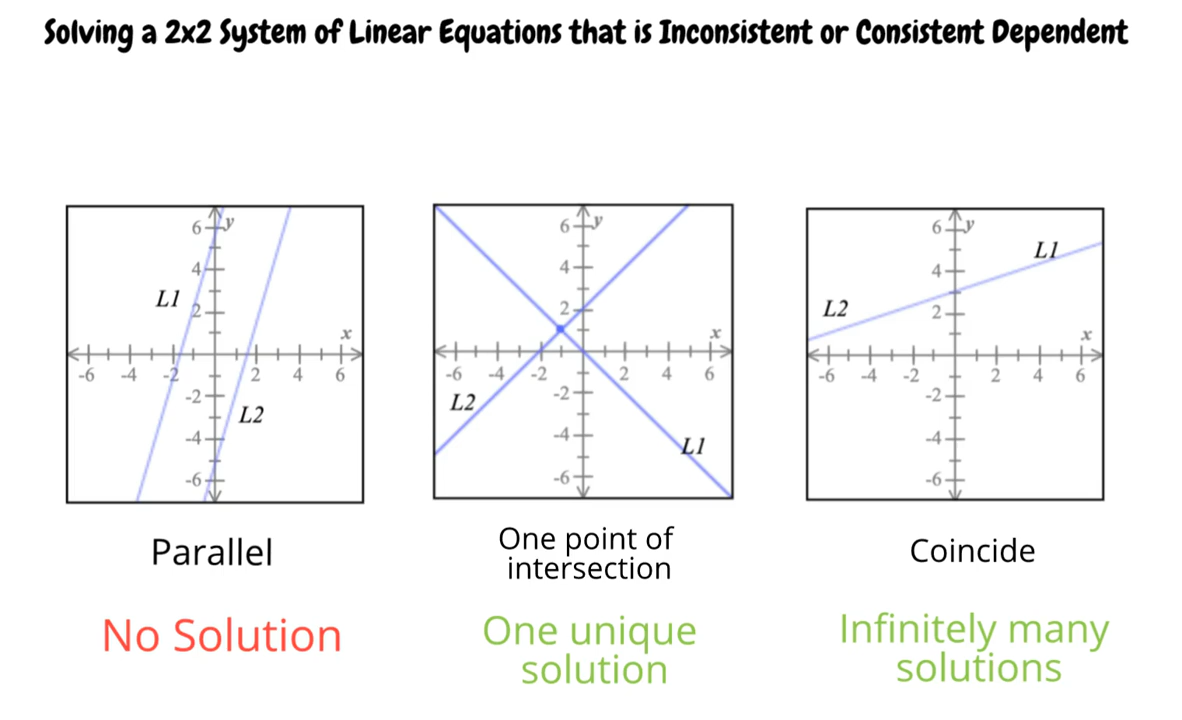 Solving a 2x2 System of Linear Equations that is Inconsistent or Consistent Dependent
6 y
4
L1
2
x
-6 -4 -2 2 4 6
-2
L2
-4
-6
6 y
4
2
x
-6 -4 -2 2 4 6
L2
-2
-4
L1
-6
6 y
L1
4
L2
2
x
-6 -4 -2 2 4 6
-2
-4
-6
Parallel
One point of
intersection
Coincide
No Solution
One unique
solution
Infinitely many
solutions